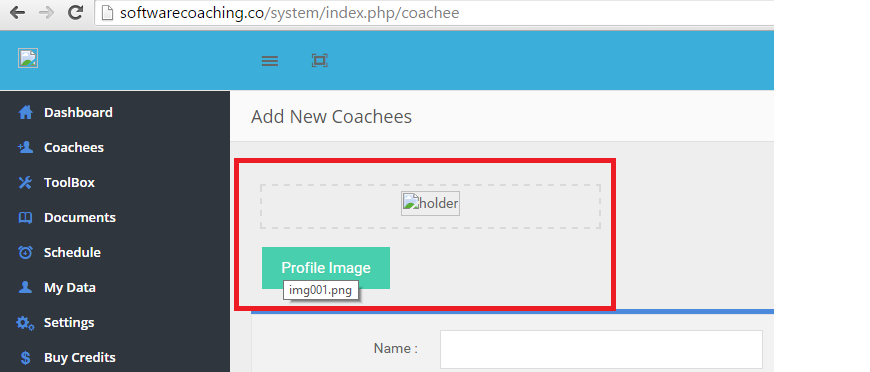 softwarecoaching.co/system/index.php/coachee
Dashboard
Coachees
ToolBox
Documents
Schedule
My Data
Settings
$ Buy Credits
Add New Coachees
holder
Profile Image
img001.png
Name :